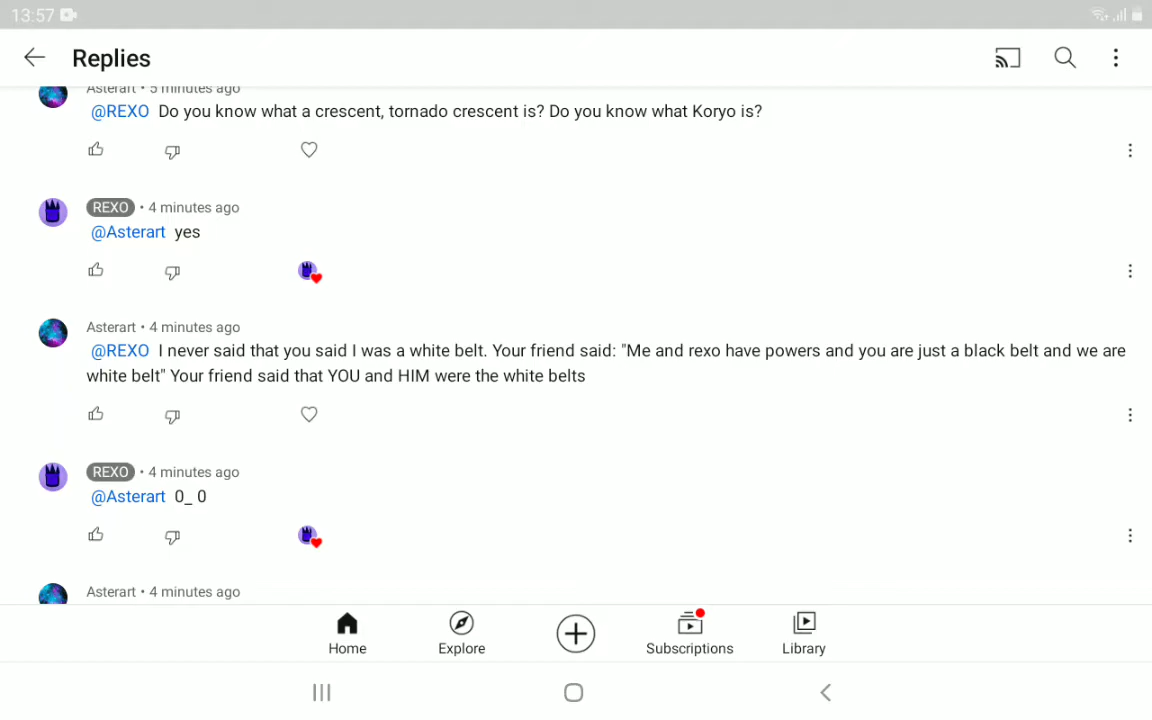 13:57
Replies
Asterart • 5 minutes ago
@REXO Do you know what a crescent, tornado crescent is? Do you know what Koryo is?
REXO • 4 minutes ago
@Asterart yes
Asterart • 4 minutes ago
@REXO I never said that you said I was a white belt. Your friend said: "Me and rexo have powers and you are just a black belt and we are
white belt" Your friend said that YOU and HIM were the white belts
REXO • 4 minutes ago
@Asterart 0_ 0
Asterart • 4 minutes ago
Home Explore Subscriptions Library